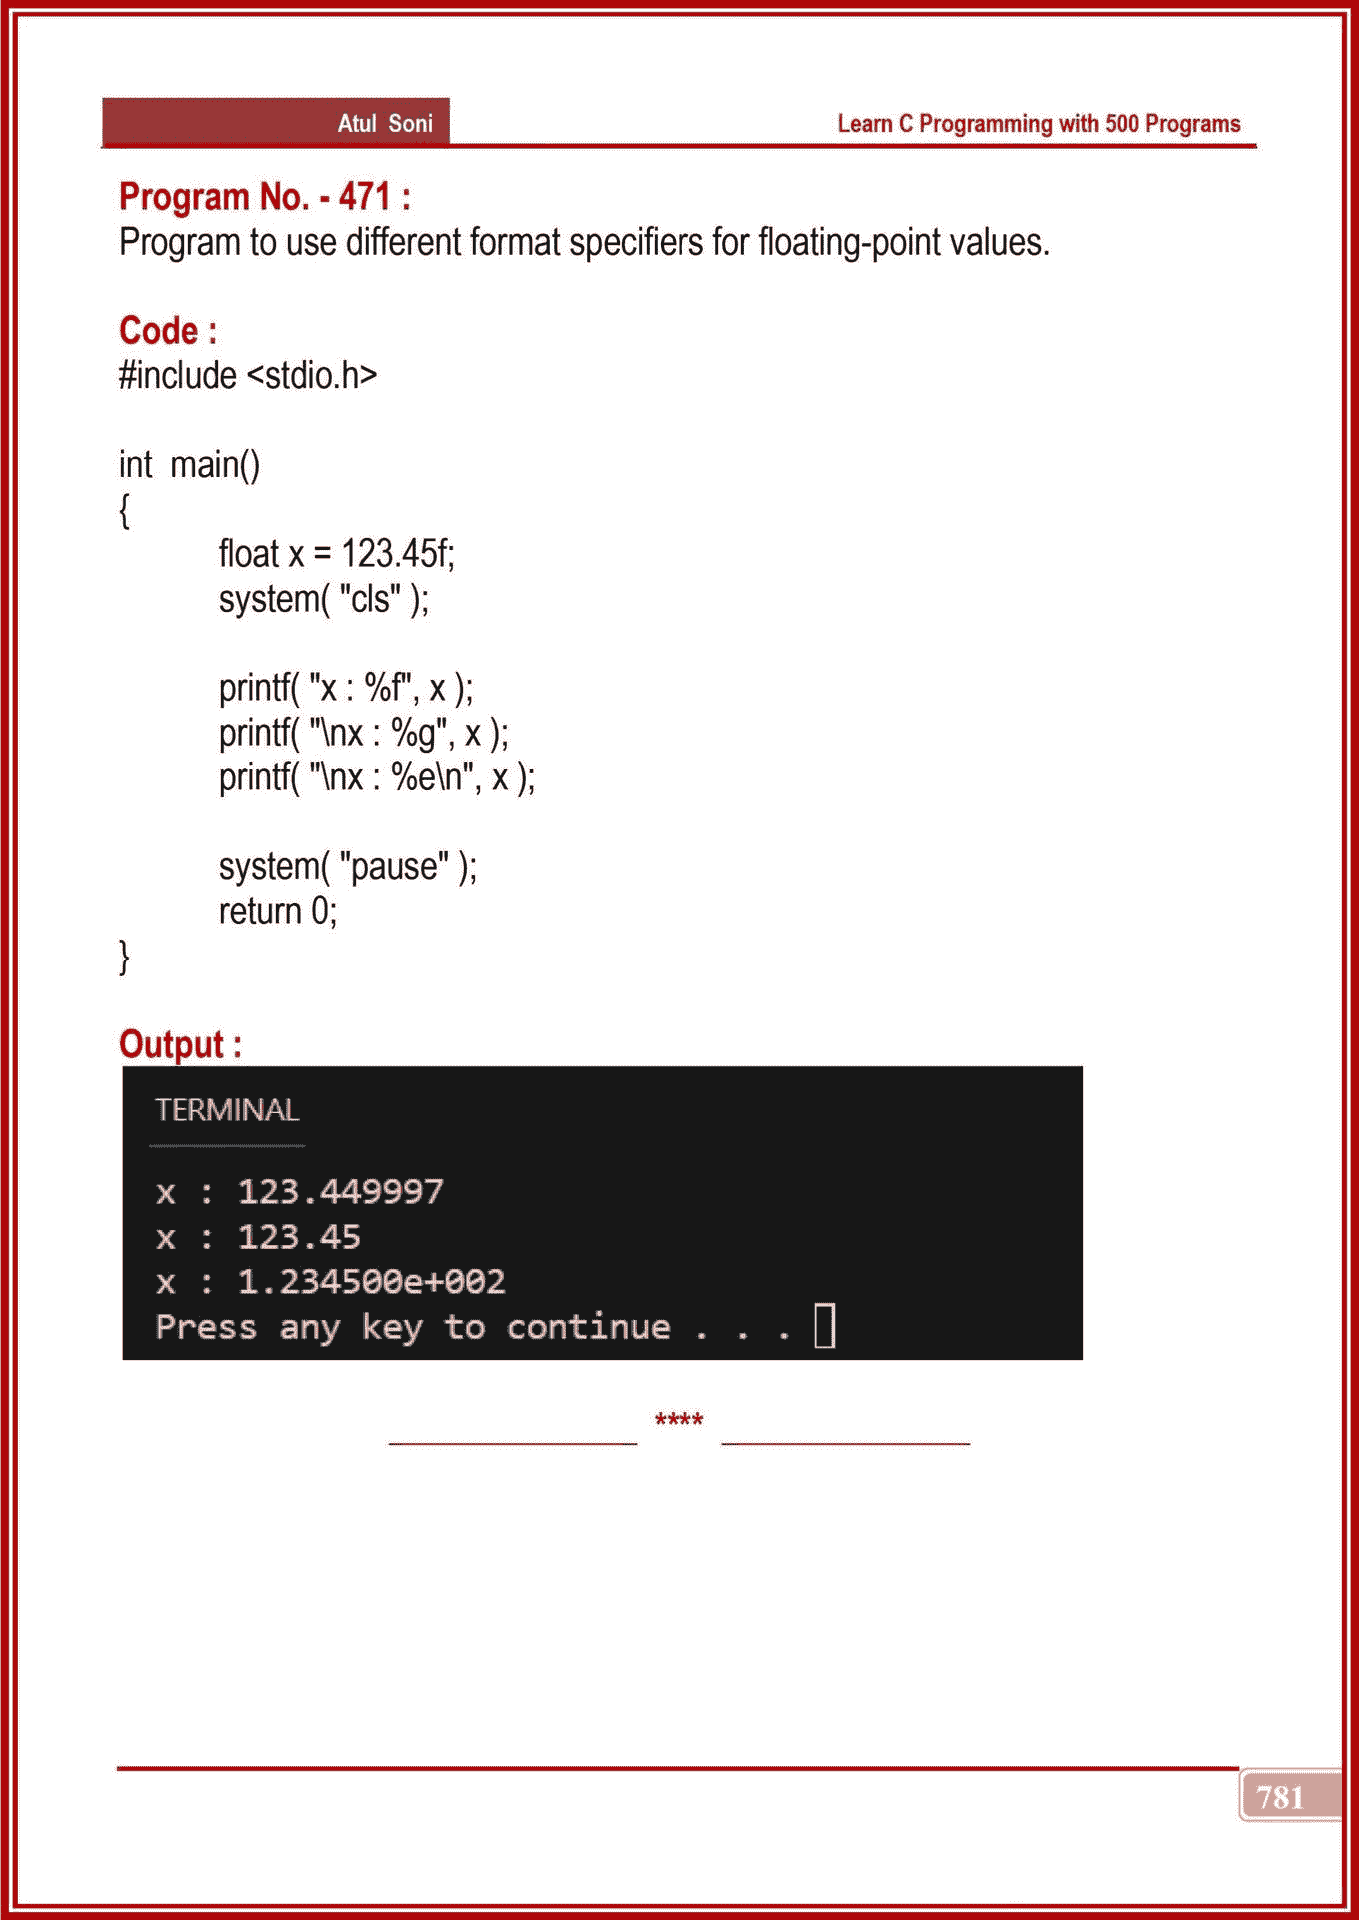 Atul  Soni
Learn C Programming with 500 Programs
Program No. - 471 :
Program to use different format specifiers for floating-point values.
Code :
#include <stdio.h>
int  main()
{
float x = 123.45f;
system( "cls" );
printf( "x : %f", x );
printf( "\nx : %g", x );
printf( "\nx : %e\n", x );
system( "pause" );
return 0;
}
Output :
TERMINAL
x : 123.449997
x : 123.45
x : 1.234500e+002
Press any key to continue . . .
****
781